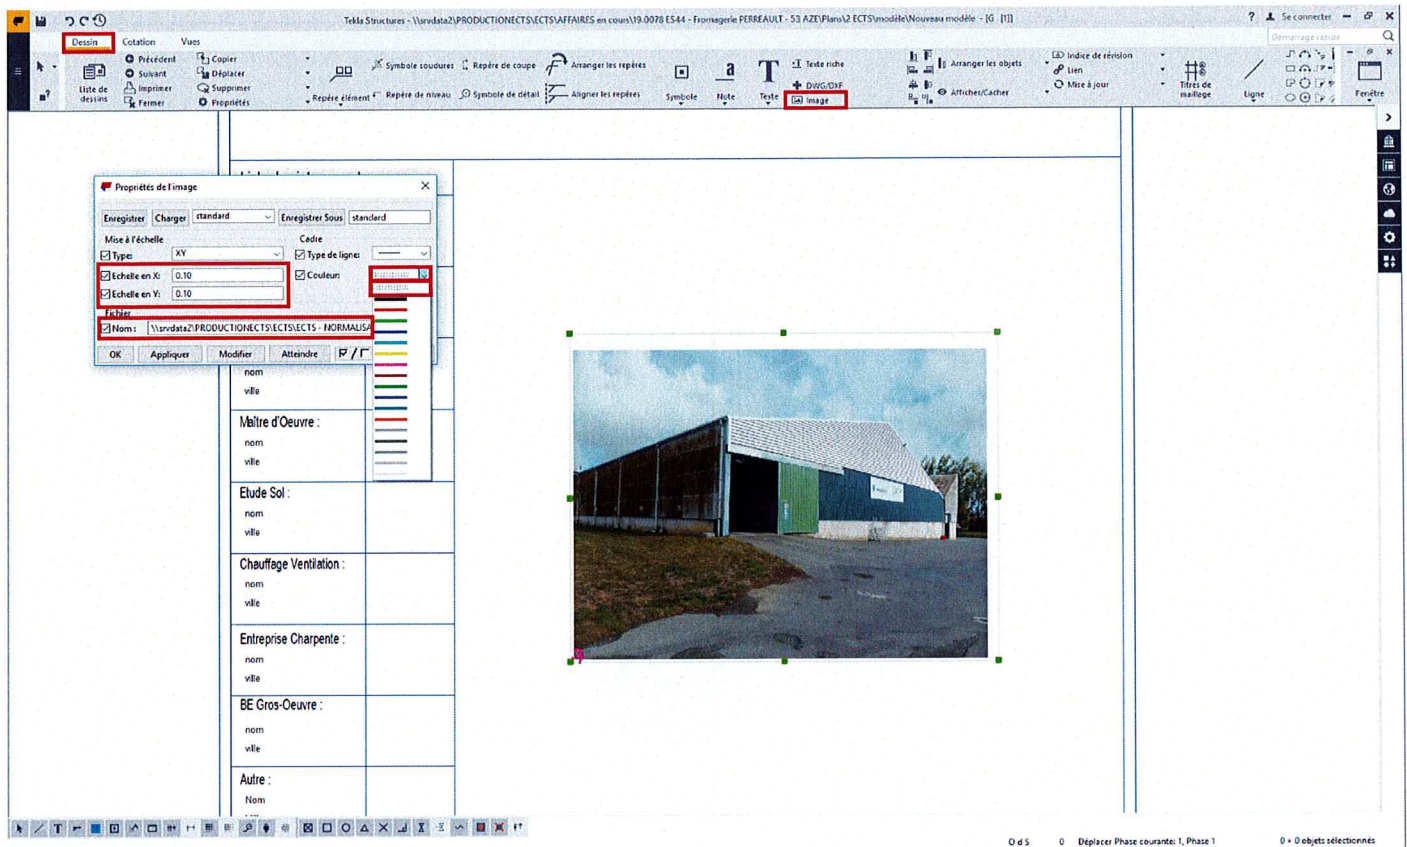 Tekla Structures - \\srvdata2\PRODUCTIONECTS\ECTS\AFFAIRES en cours\19.0078 ES44 - Fromagerie PERREAULT - 53 AZE\Plans\2 ECTS\modèle\Nouveau modèle - [G [1]]
? Se connecter
Dessin Cotation Vues
Démarrage rapide
Liste de dessins
Précédent
Suivant
Imprimer
Fermer
Copier
Déplacer
Supprimer
Propriétés
Repère élément
Symbole soudures
Repère de niveau
Repère de coupe
Symbole de détail
Arranger les repères
Aligner les repères
Symbole
Note
Texte
Texte riche
DWG/DXF
Image
Arranger les objets
Afficher/Cacher
Indice de révision
Lien
Mise à jour
Titres de maillage
Ligne
Fenêtre
Propriétés de l'image
Enregistrer Charger standard Enregistrer Sous standard
Mise à l'échelle
Cadre
Type: XY
Type de ligne:
Echelle en X: 0.10
Couleur:
Echelle en Y: 0.10
Fichier
Nom : \\srvdata2\PRODUCTIONECTS\ECTS\ECTS - NORMALISA
OK Appliquer Modifier Atteindre
nom
ville
Maître d'Oeuvre :
nom
ville
Etude Sol :
nom
ville
Chauffage Ventilation :
nom
ville
Entreprise Charpente :
nom
ville
BE Gros-Oeuvre :
nom
ville
Autre :
Nom
O d S 0 Déplacer Phase courante: 1, Phase 1 0 + 0 objets sélectionnés